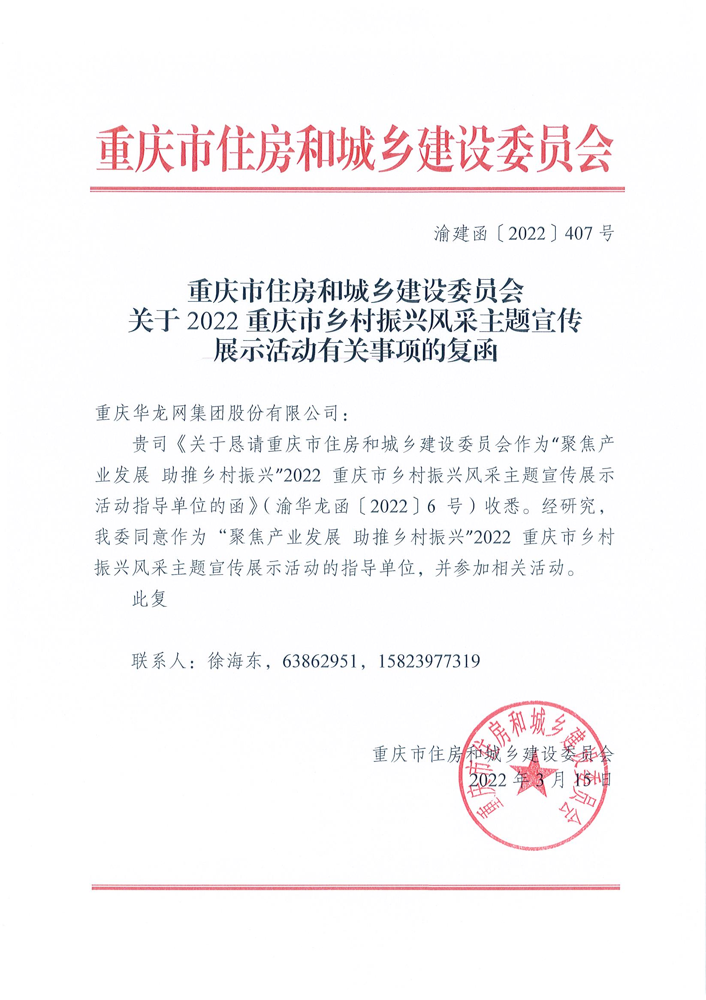 重庆市住房和城乡建设委员会
渝建函〔2022〕407 号
重庆市住房和城乡建设委员会
关于 2022 重庆市乡村振兴风采主题宣传
展示活动有关事项的复函
重庆华龙网集团股份有限公司：
贵司《关于恳请重庆市住房和城乡建设委员会作为“聚焦产
业发展 助推乡村振兴”2022 重庆市乡村振兴风采主题宣传展示
活动指导单位的函》（渝华龙函〔2022〕6 号）收悉。经研究，
我委同意作为“聚焦产业发展 助推乡村振兴”2022 重庆市乡村
振兴风采主题宣传展示活动的指导单位，并参加相关活动。
此复
联系人：徐海东，63862951，15823977319
重庆市住房和城乡建设委员会
2022 年 3 月 15 日
重庆市住房和城乡建设委员会